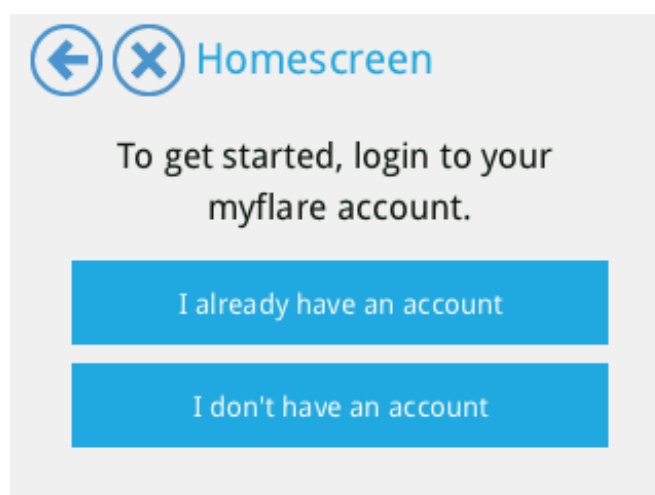 Homescreen
To get started, login to your
myflare account.
I already have an account
I don't have an account